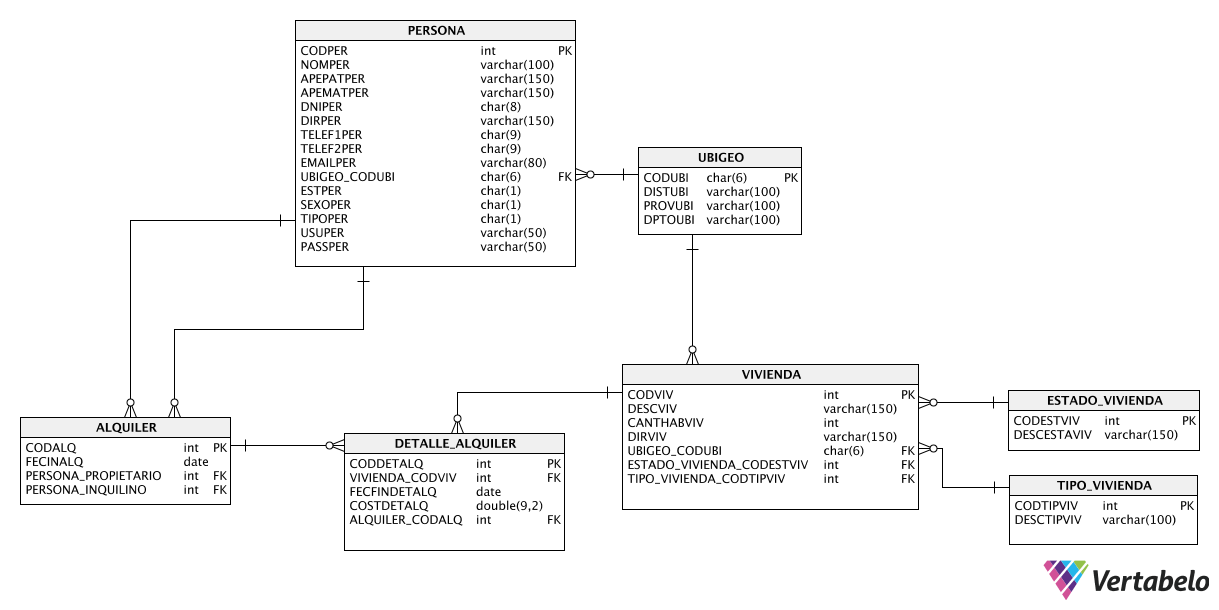 PERSONA
CODPER int PK
NOMPER varchar(100)
APEPATPER varchar(150)
APEMATPER varchar(150)
DNIPER char(8)
DIRPER varchar(150)
TELEF1PER char(9)
TELEF2PER char(9)
EMAILPER varchar(80)
UBIGEO_CODUBI char(6) FK
ESTPER char(1)
SEXOPER char(1)
TIPOPER char(1)
USUPER varchar(50)
PASSPER varchar(50)
UBIGEO
CODUBI char(6) PK
DISTUBI varchar(100)
PROVUBI varchar(100)
DPTOUBI varchar(100)
ALQUILER
CODALQ int PK
FECINALQ date
PERSONA_PROPIETARIO int FK
PERSONA_INQUILINO int FK
DETALLE_ALQUILER
CODDETALQ int PK
VIVIENDA_CODVIV int FK
FECFINDETALQ date
COSTDETALQ double(9,2)
ALQUILER_CODALQ int FK
VIVIENDA
CODVIV int PK
DESCVIV varchar(150)
CANTHABVIV int
DIRVIV varchar(150)
UBIGEO_CODUBI char(6) FK
ESTADO_VIVIENDA_CODESTVIV int FK
TIPO_VIVIENDA_CODTIPVIV int FK
ESTADO_VIVIENDA
CODESTVIV int PK
DESCESTAVIV varchar(150)
TIPO_VIVIENDA
CODTIPVIV int PK
DESCTIPVIV varchar(100)
Vertabelo